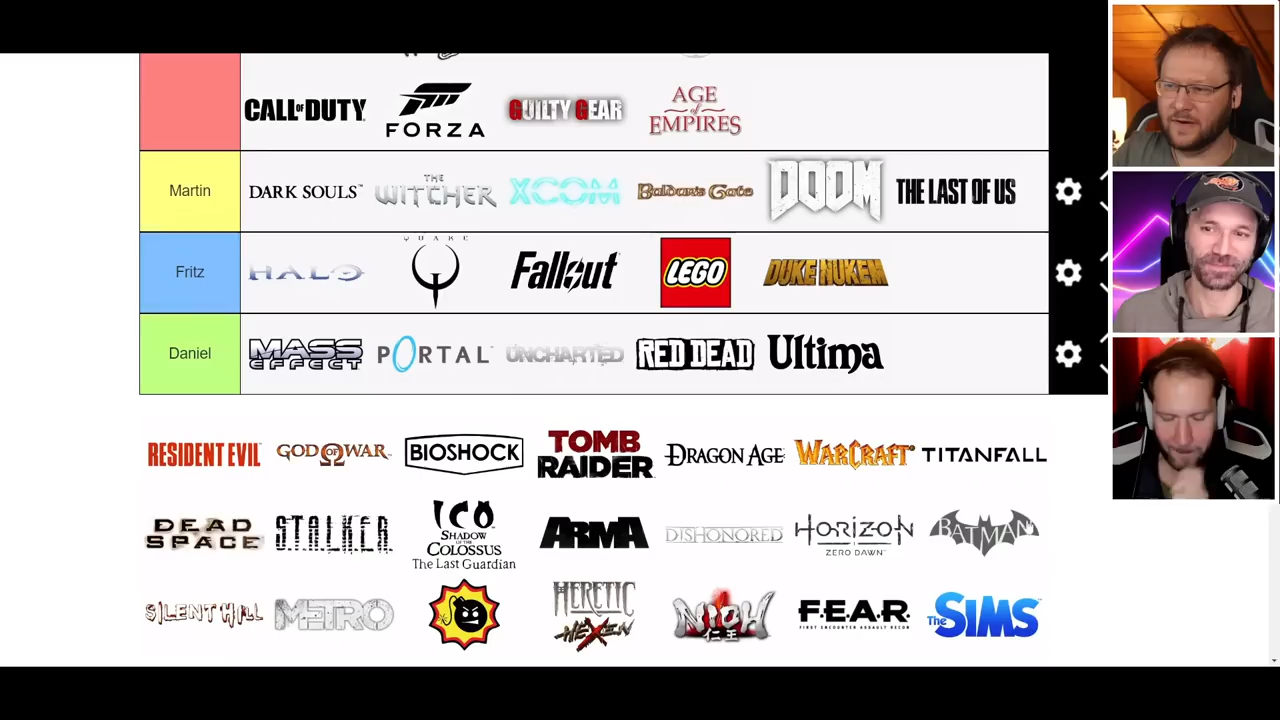 CALL OF DUTY
FORZA
GUILTY GEAR
AGE of EMPIRES
Martin
DARK SOULS
THE WITCHER
XCOM
Baldur's Gate
DOOM
THE LAST OF US
Fritz
HALO
QUAKE
Fallout
LEGO
DUKE NUKEM
Daniel
MASS EFFECT
PORTAL
UNCHARTED
RED DEAD
Ultima
RESIDENT EVIL
GOD OF WAR
BIOSHOCK
TOMB RAIDER
DRAGON AGE
WARCRAFT
TITANFALL
DEAD SPACE
S.T.A.L.K.E.R.
ICO
SHADOW OF THE COLOSSUS
The Last Guardian
ARMA
DISHONORED
HORIZON
ZERO DAWN
BATMAN
SILENT HILL
METRO
HERETIC
HEXEN
NIOH
仁王
F.E.A.R.
FIRST ENCOUNTER ASSAULT RECON
The SIMS